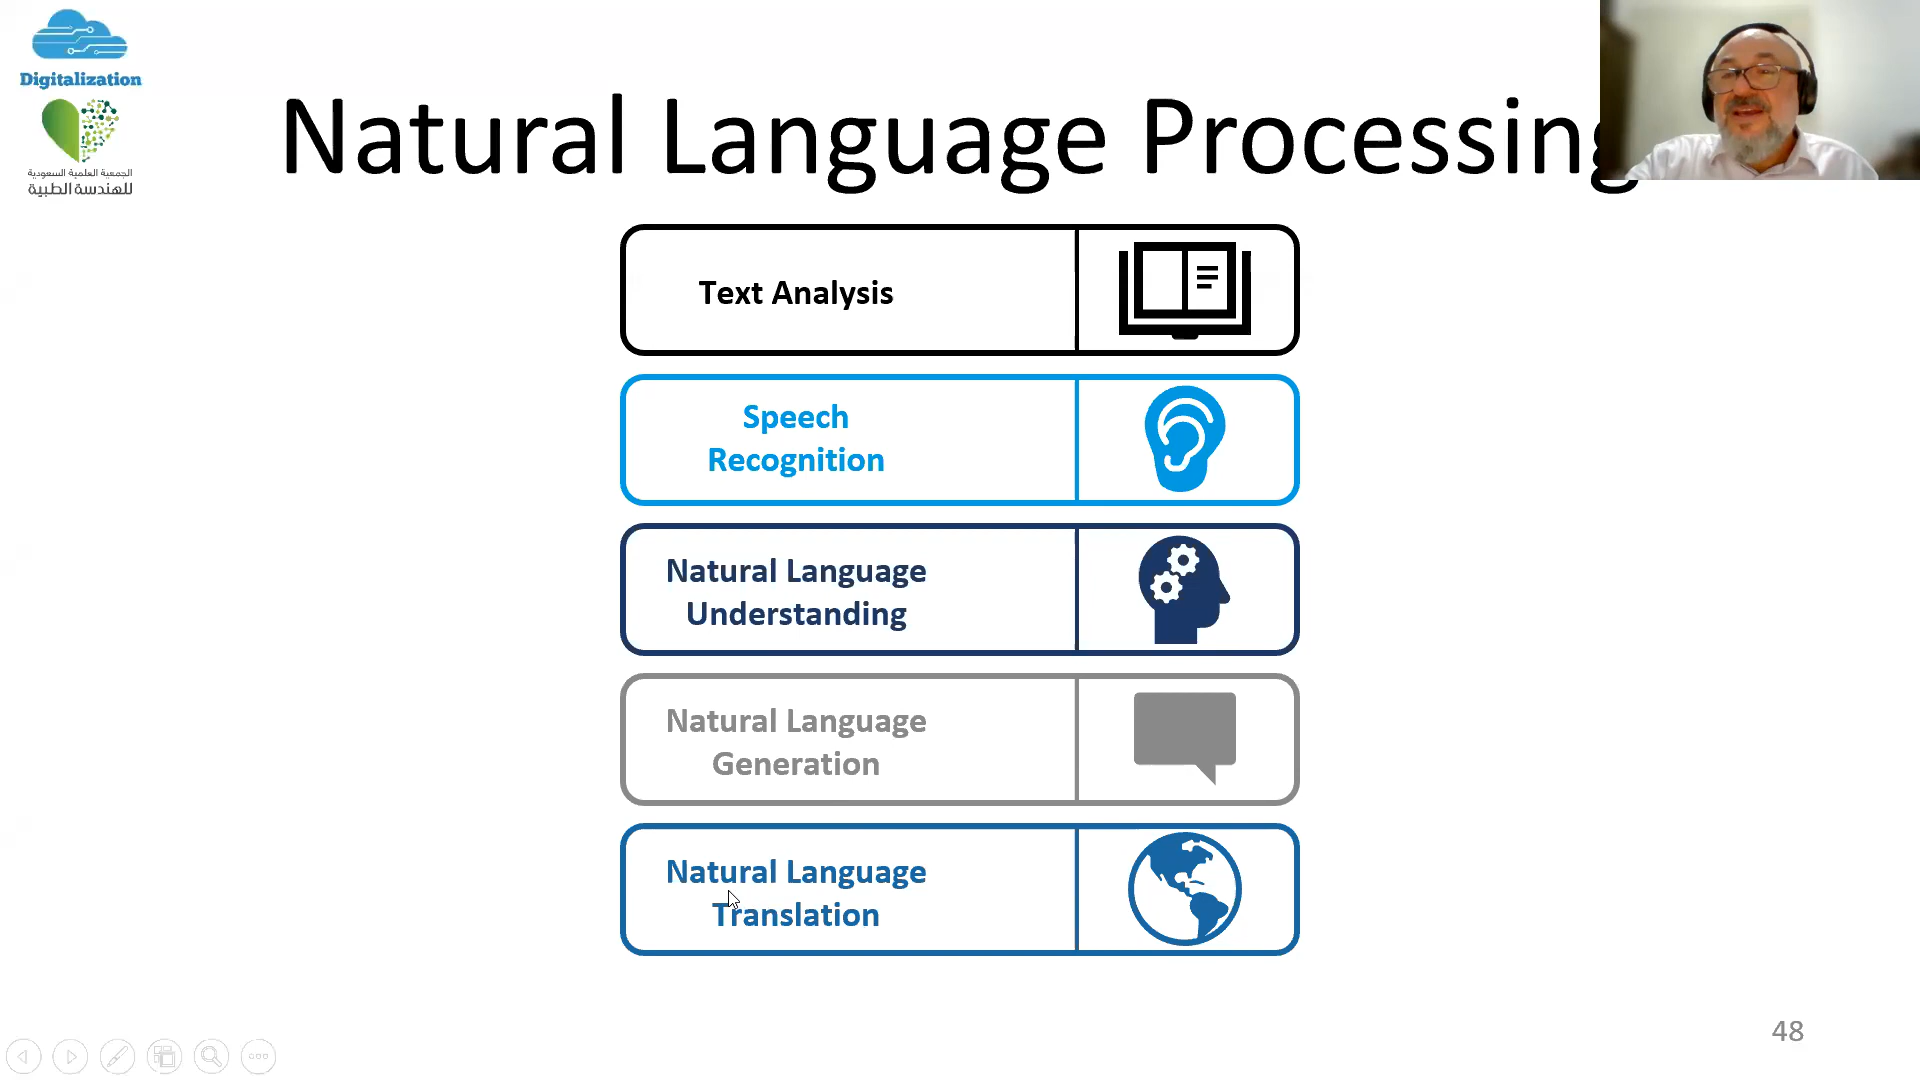 Digitalization
الجمعية العلمية السعودية
للهندسة الطبية
Natural Language Processing
Text Analysis
Speech
Recognition
Natural Language
Understanding
Natural Language
Generation
Natural Language
Translation
48